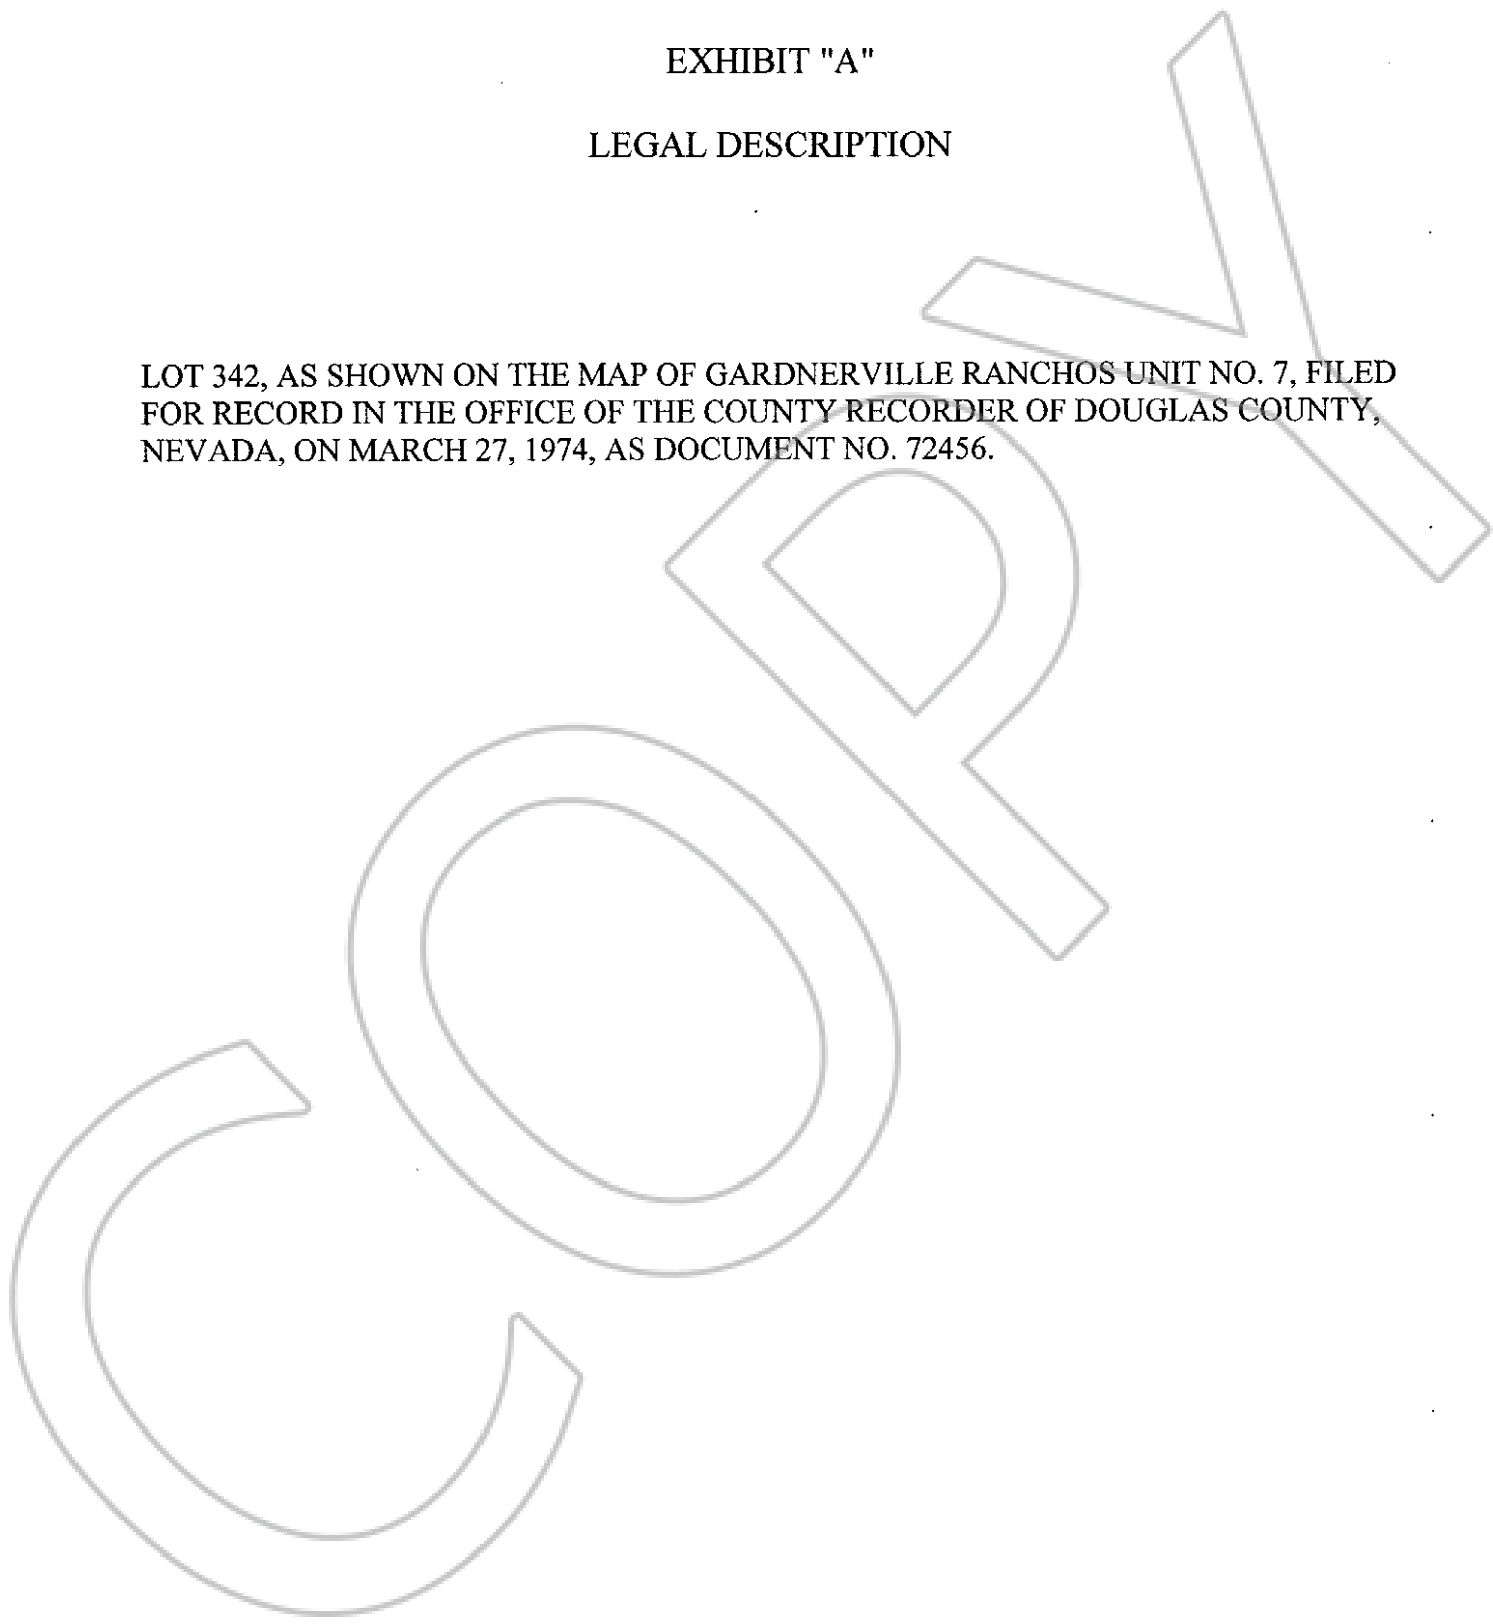 EXHIBIT "A"
LEGAL DESCRIPTION
LOT 342, AS SHOWN ON THE MAP OF GARDNERVILLE RANCHOS UNIT NO. 7, FILED
FOR RECORD IN THE OFFICE OF THE COUNTY RECORDER OF DOUGLAS COUNTY,
NEVADA, ON MARCH 27, 1974, AS DOCUMENT NO. 72456.
COPY